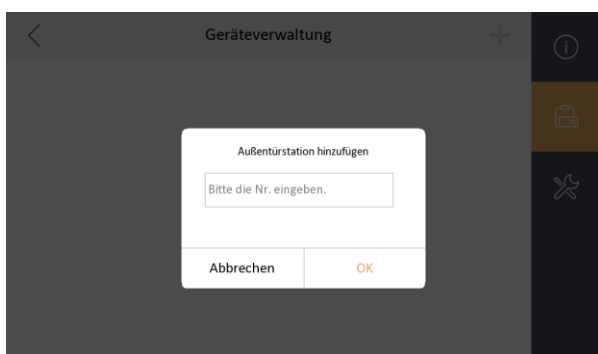 Geräteverwaltung
Außentürstation hinzufügen
Bitte die Nr. eingeben.
Abbrechen
OK